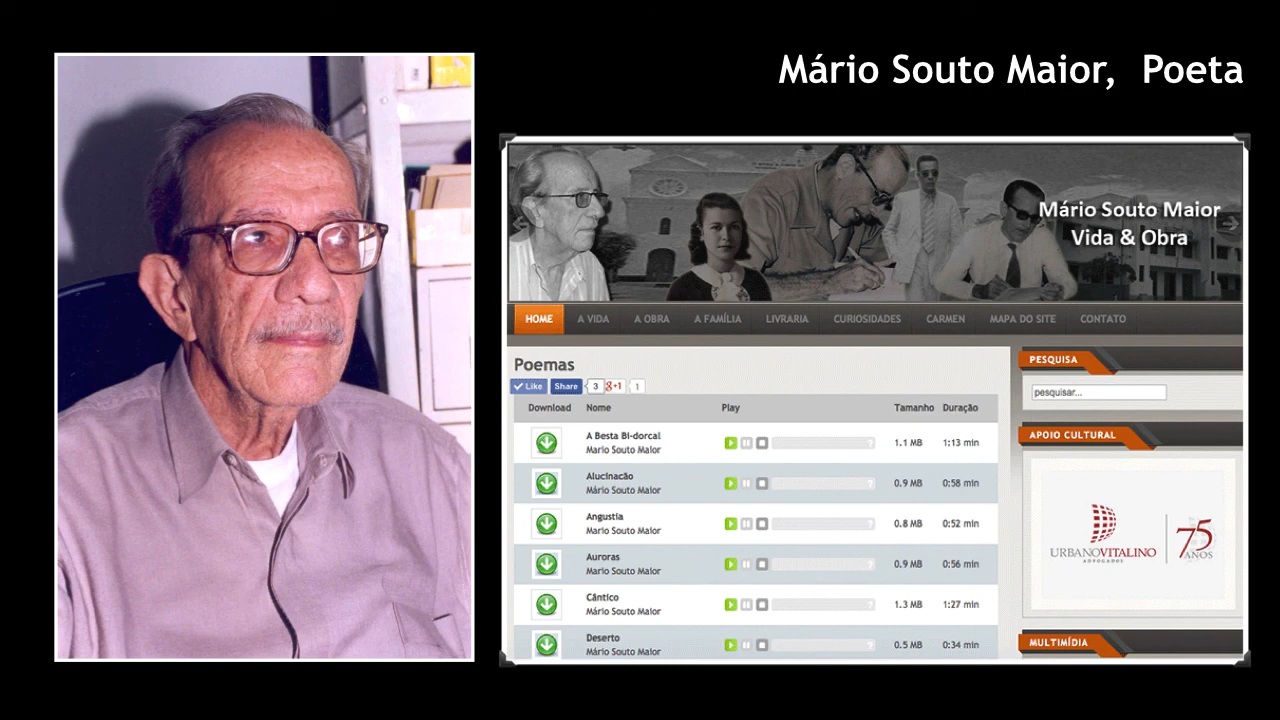 Mário Souto Maior, Poeta
Mário Souto Maior
Vida & Obra
HOME A VIDA A OBRA A FAMÍLIA LIVRARIA CURIOSIDADES CARMEN MAPA DO SITE CONTATO
Poemas
Like Share 3 g+1 1
Download Nome Play Tamanho Duração
A Besta Bi-dorcal
Mario Souto Maior
1.1 MB 1:13 min
Alucinacão
Mário Souto Maior
0.9 MB 0:58 min
Angustia
Mario Souto Maior
0.8 MB 0:52 min
Auroras
Mario Souto Maior
0.9 MB 0:56 min
Cântico
Mário Souto Maior
1.3 MB 1:27 min
Deserto
Mário Souto Maior
0.5 MB 0:34 min
PESQUISA
pesquisar...
APOIO CULTURAL
URBANOVITALINO
ADVOGADOS
75
ANOS
MULTIMÍDIA